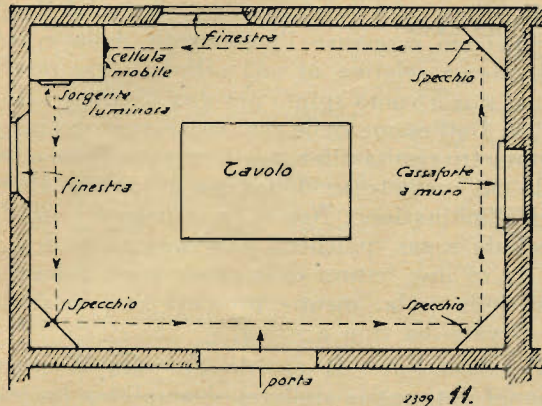 finestra
cellula
mobile
Specchio
Sorgente
luminosa
Tavolo
Cassaforte
a muro
finestra
Specchio
Specchio
porta
2309 11.